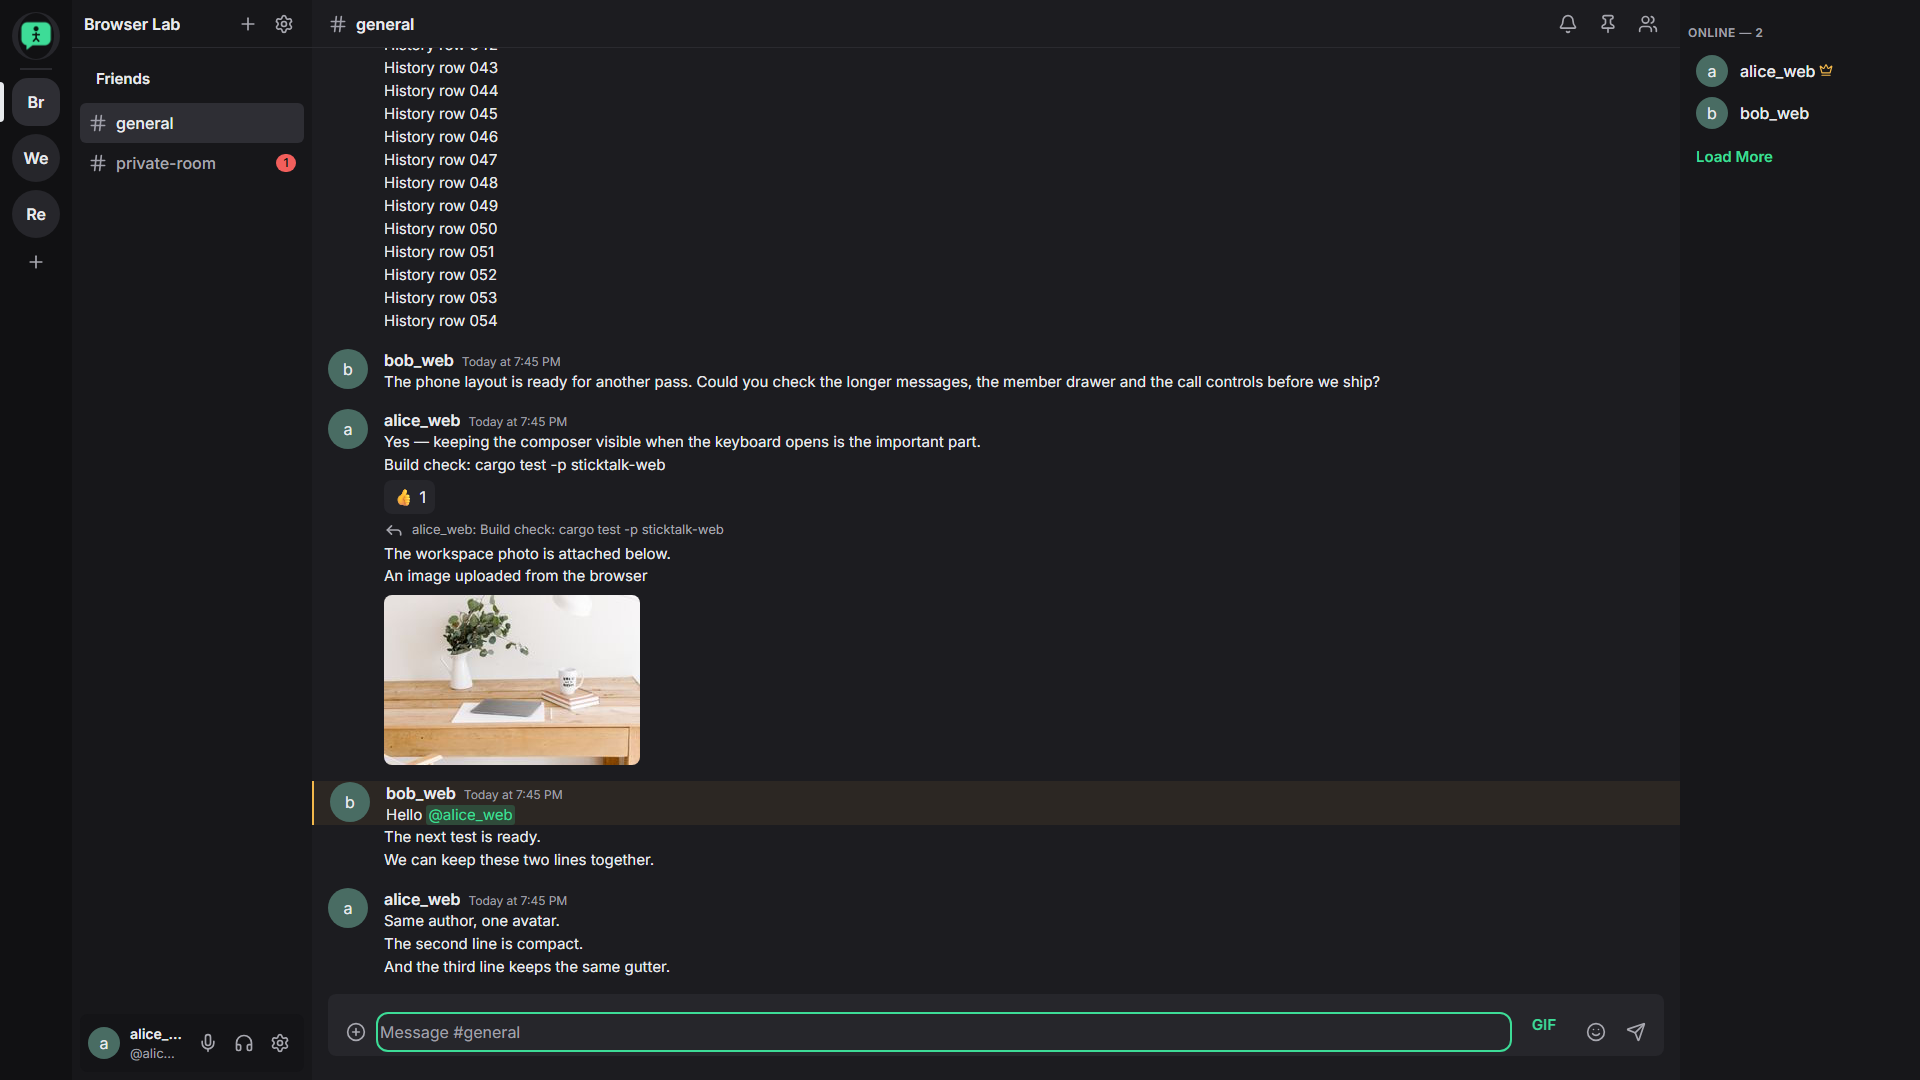 Browser Lab
Br
We
Re
Friends
general
private-room
1
alice_...
@alic...
a
general
History row 043
History row 044
History row 045
History row 046
History row 047
History row 048
History row 049
History row 050
History row 051
History row 052
History row 053
History row 054
b
bob_web Today at 7:45 PM
The phone layout is ready for another pass. Could you check the longer messages, the member drawer and the call controls before we ship?
a
alice_web Today at 7:45 PM
Yes — keeping the composer visible when the keyboard opens is the important part.
Build check: cargo test -p sticktalk-web
👍 1
alice_web: Build check: cargo test -p sticktalk-web
The workspace photo is attached below.
An image uploaded from the browser
b
bob_web Today at 7:45 PM
Hello @alice_web
The next test is ready.
We can keep these two lines together.
a
alice_web Today at 7:45 PM
Same author, one avatar.
The second line is compact.
And the third line keeps the same gutter.
Message #general
GIF
ONLINE — 2
a
alice_web
b
bob_web
Load More